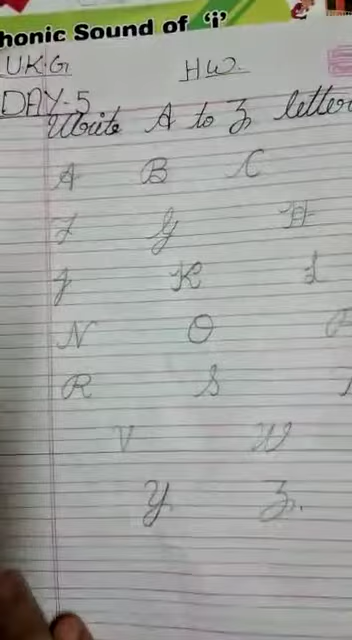 honic Sound of 'i'
U.K.G
H.W.
DAY-5
Write A to Z letter
A B C
F G H
J K L
N O P
R S T
V W
Y Z.